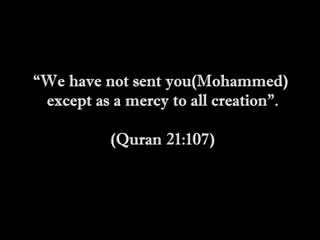 “We have not sent you(Mohammed)
except as a mercy to all creation”.
(Quran 21:107)